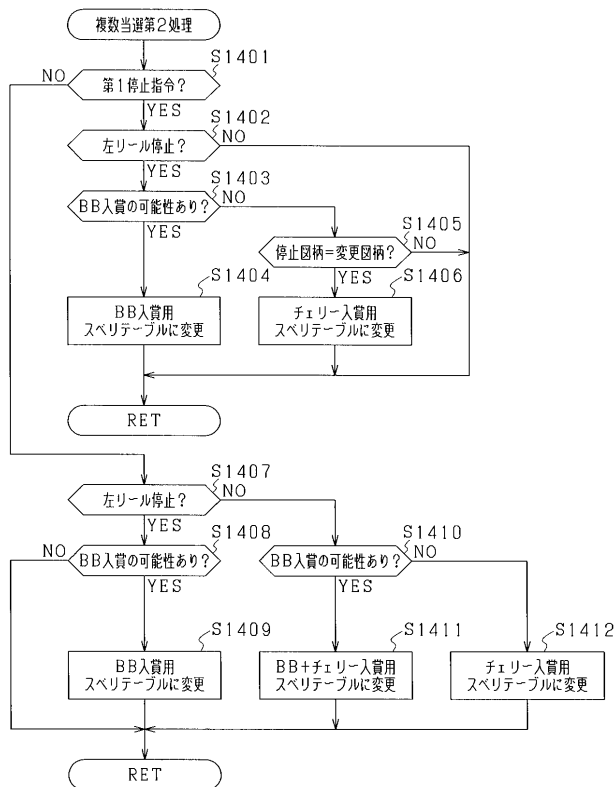 複数当選第2処理
S1401
NO
第1停止指令?
YES
S1402
左リール停止?
NO
YES
S1403
BB入賞の可能性あり?
NO
YES
S1405
停止図柄=変更図柄?
NO
YES
S1404
S1406
BB入賞用
スベリテーブルに変更
チェリー入賞用
スベリテーブルに変更
RET
S1407
左リール停止?
NO
YES
S1408
S1410
NO
BB入賞の可能性あり?
BB入賞の可能性あり?
NO
YES
YES
S1409
S1411
S1412
BB入賞用
スベリテーブルに変更
BB+チェリー入賞用
スベリテーブルに変更
チェリー入賞用
スベリテーブルに変更
RET